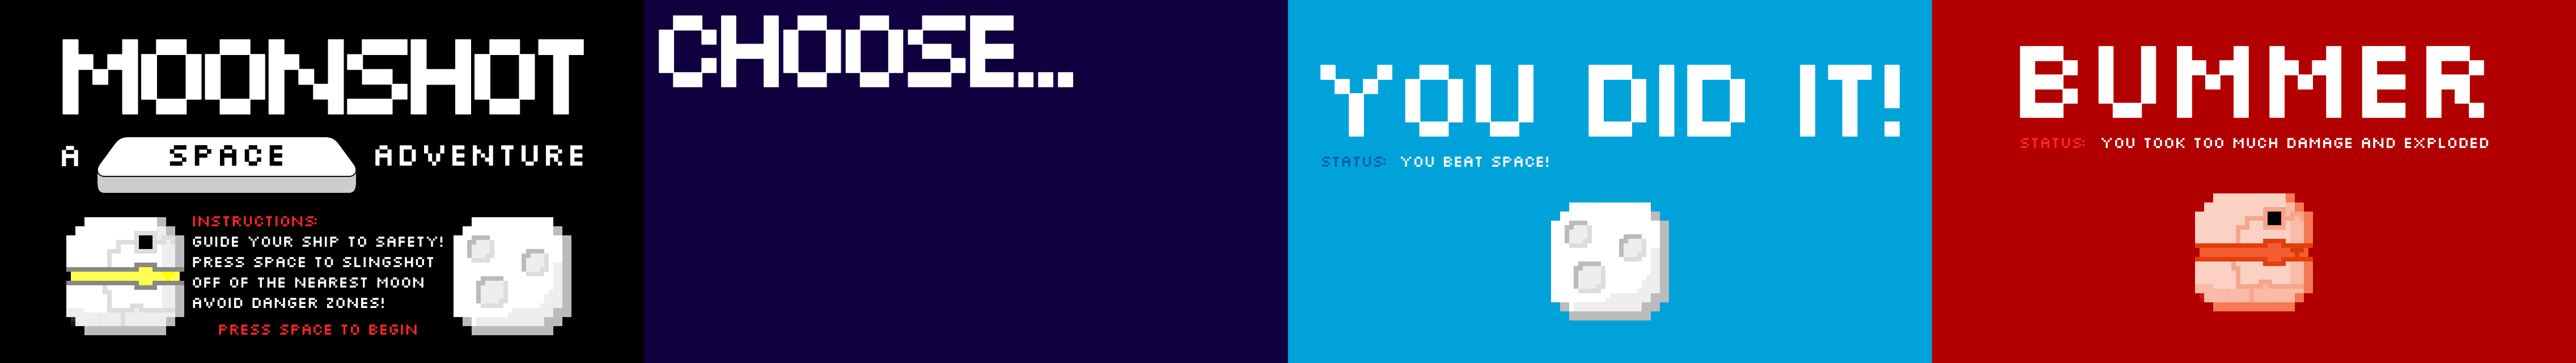 MOONSHOT
A SPACE ADVENTURE
INSTRUCTIONS:
GUIDE YOUR SHIP TO SAFETY!
PRESS SPACE TO SLINGSHOT
OFF OF THE NEAREST MOON
AVOID DANGER ZONES!
PRESS SPACE TO BEGIN
CHOOSE...
YOU DID IT!
STATUS: YOU BEAT SPACE!
BUMMER
STATUS: YOU TOOK TOO MUCH DAMAGE AND EXPLODED